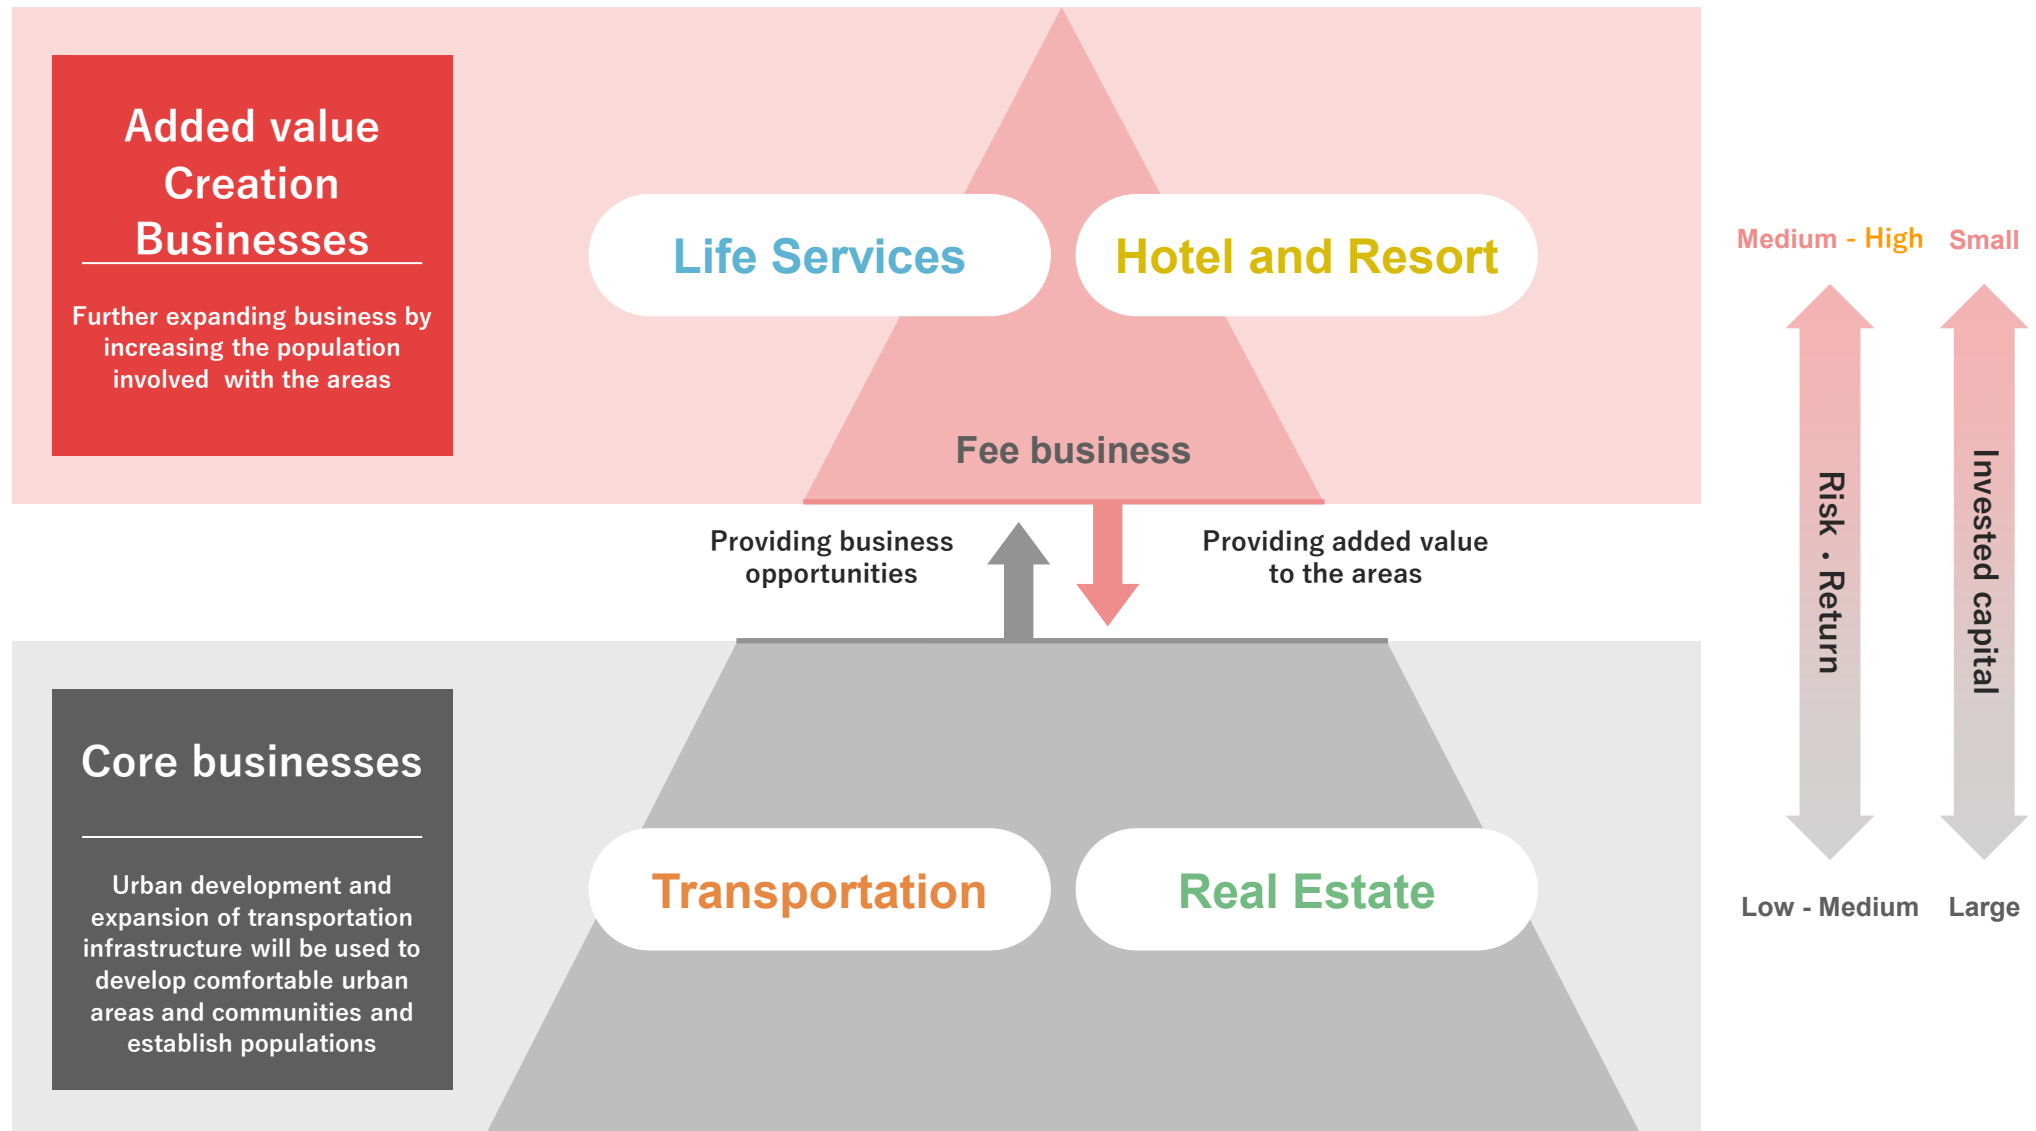 Added value
Creation
Businesses
Further expanding business by
increasing the population
involved with the areas
Life Services
Hotel and Resort
Fee business
Providing business
opportunities
Providing added value
to the areas
Core businesses
Urban development and
expansion of transportation
infrastructure will be used to
develop comfortable urban
areas and communities and
establish populations
Transportation
Real Estate
Medium - High
Small
Risk・Return
Invested capital
Low - Medium
Large